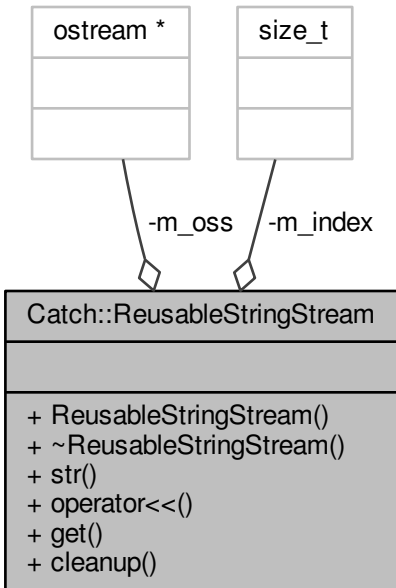 ostream *
size_t
-m_oss
-m_index
Catch::ReusableStringStream
+ ReusableStringStream()
+ ~ReusableStringStream()
+ str()
+ operator<<()
+ get()
+ cleanup()